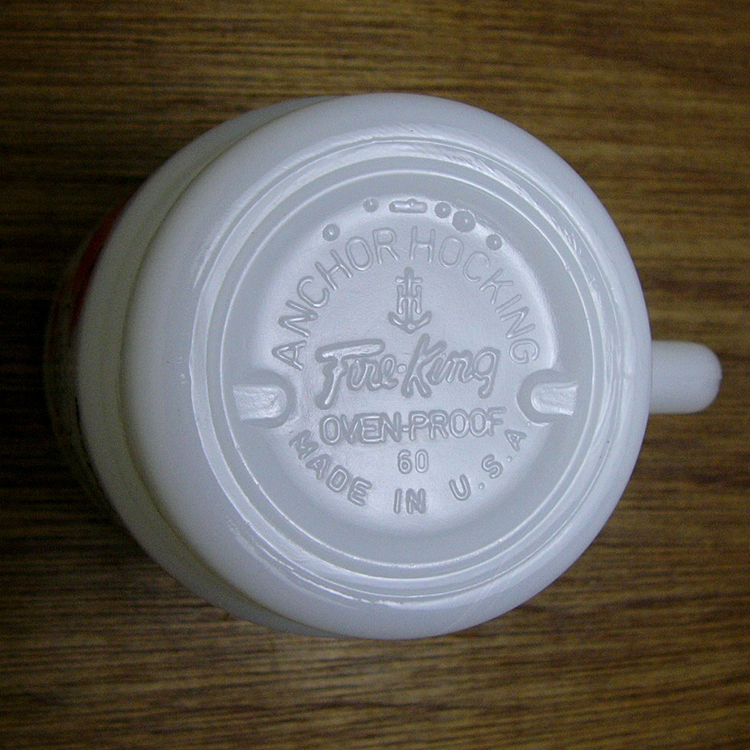 ANCHOR HOCKING
Fire-King
OVEN-PROOF
60
MADE IN U.S.A